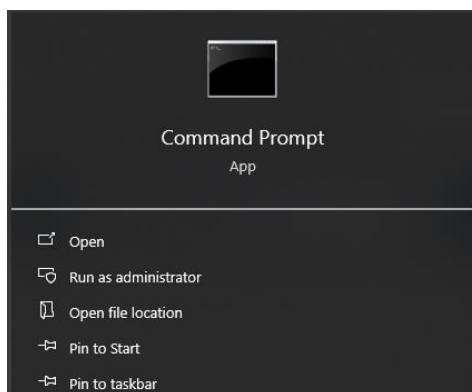 Command Prompt
App
Open
Run as administrator
Open file location
Pin to Start
Pin to taskbar